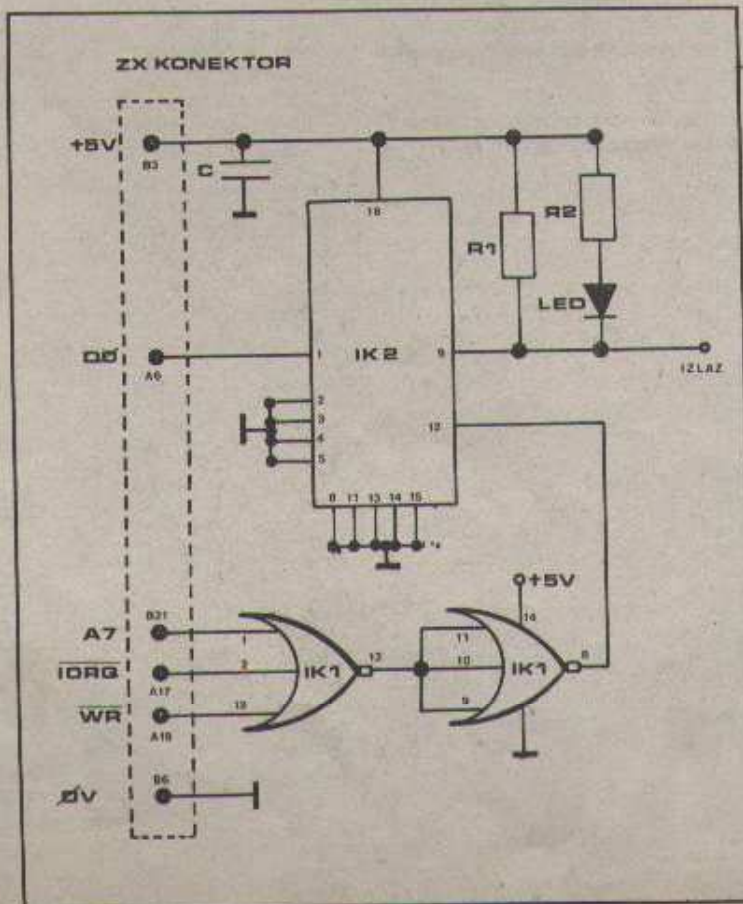 ZX KONEKTOR
+5V
B3
C
R1
R2
LED
16
D0
A6
1
IK2
9
IZLAZ
2
3
4
5
12
8 11 13 14 15
+5V
14
A7
B21
1
11
IORQ
A17
2
IK1
12
10
IK1
8
WR
A18
13
9
ØV
B6